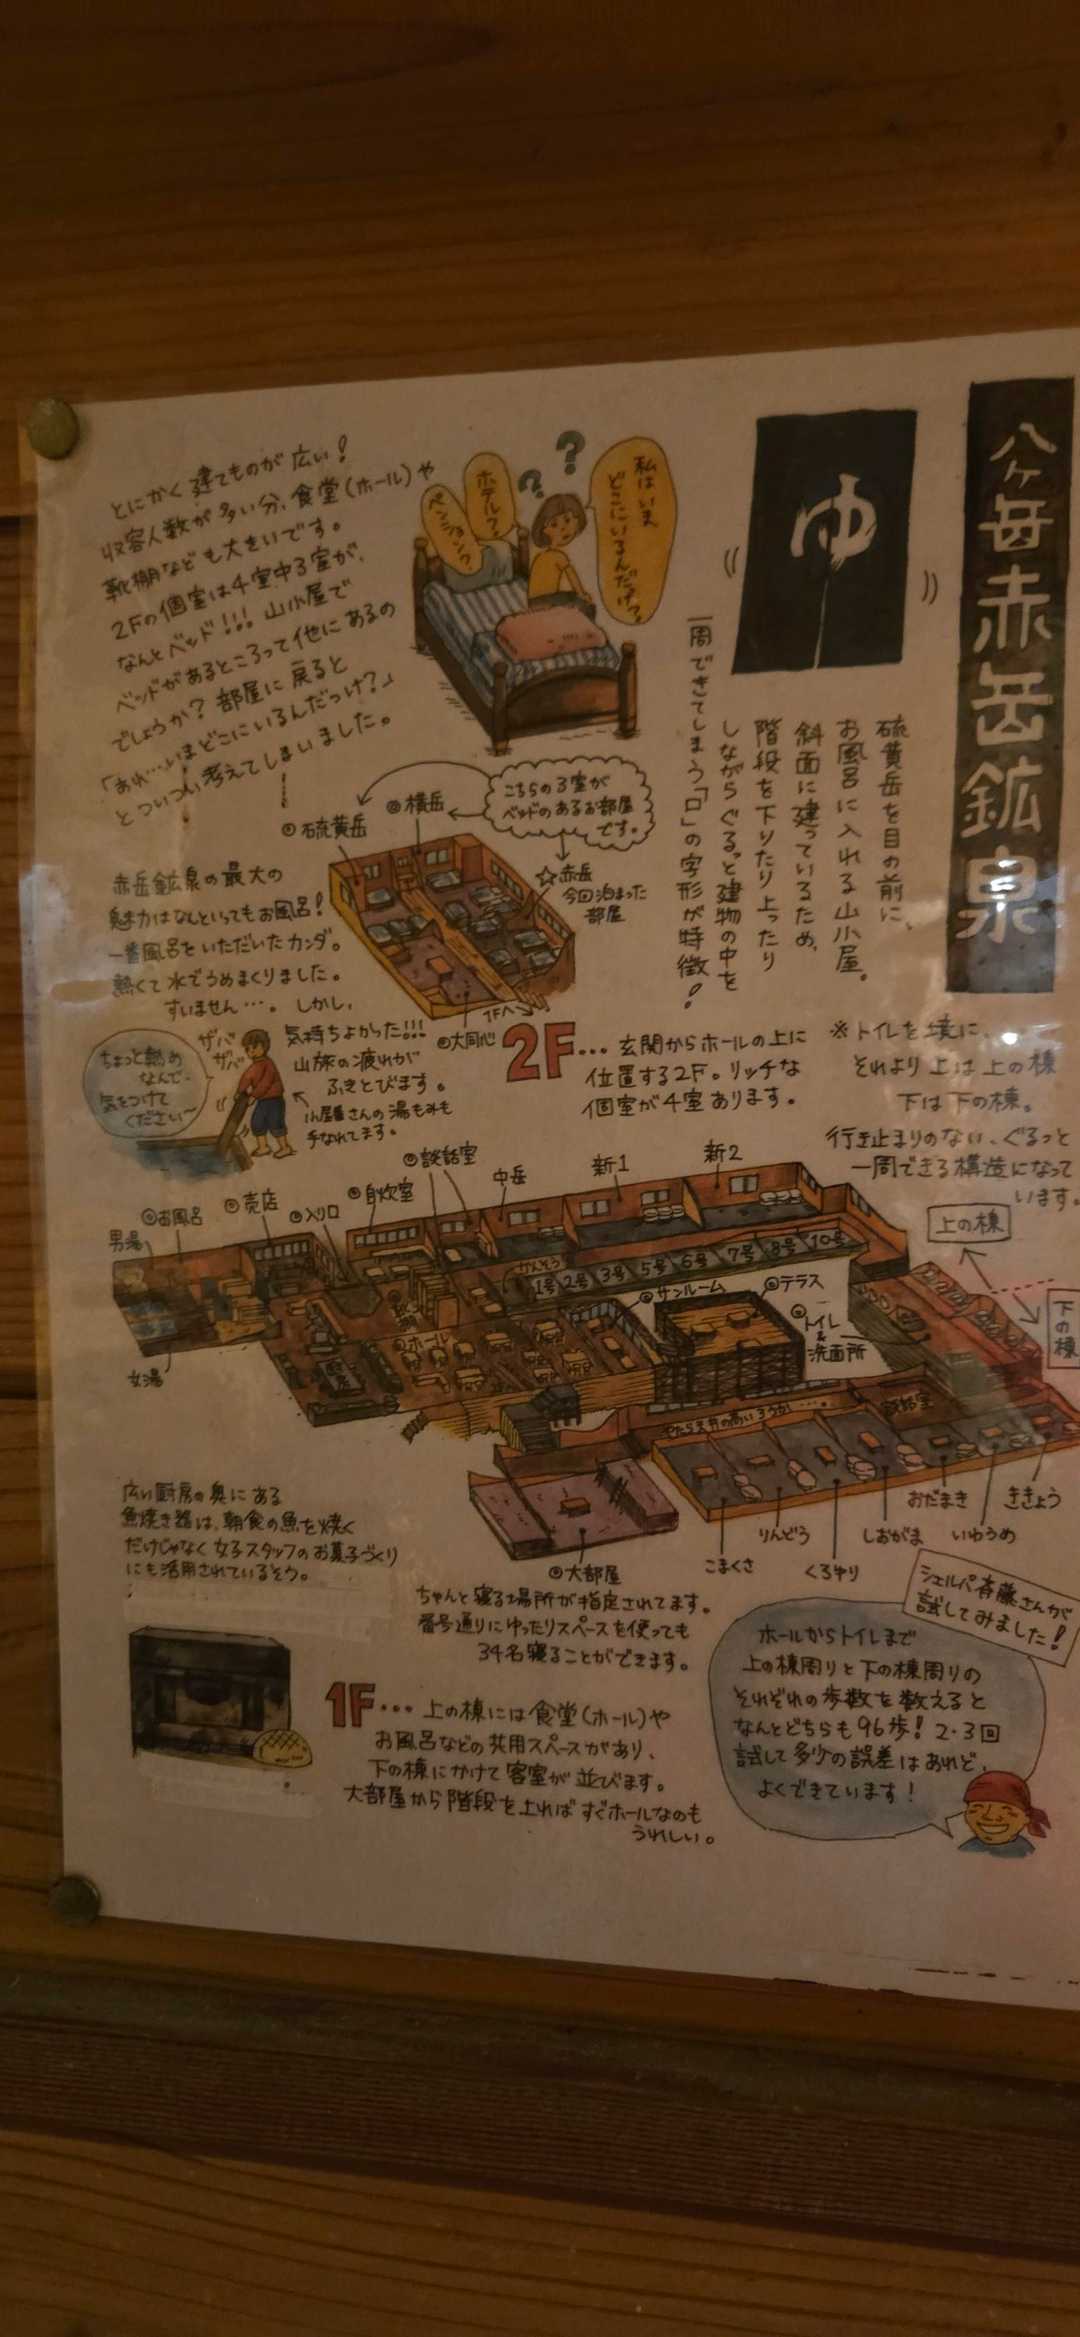 八ヶ岳赤岳鉱泉
ゆ
硫黄岳を目の前に、
お風呂に入れる山小屋。
斜面に建っているため、
階段を下りたり上ったり
しながらぐるっと建物の中を
一周できてしまう「ロ」の字形が特徴！
私はいま
どこにいるんだっけ?
ホテル?
ペンション?
? ?
とにかく建てものが広い！
収容人数が多い分、食堂(ホール)や
靴棚なども大きいです。
2Fの個室は4室中3室が、
なんとベッド!!! 山小屋で
ベッドがあるところって他にあるの
でしょうか? 部屋に戻ると
「あれ…いまどこにいるんだっけ?」
とついつい考えてしまいました。
こちらの3室が
ベッドのあるお部屋
です。
硫黄岳
横岳
☆赤岳
今回泊まった
部屋
1Fへ
大同心
赤岳鉱泉の最大の
魅力はなんといってもお風呂！
一番風呂をいただいたカンダ。
熱くて水でうめまくりました。
すいません…。しかし、
気持ちよかった!!!
山旅の疲れが
ふきとびます。
小屋番さんの湯もみも
手なれてます。
ザバ
ザバ
ちょっと熱め
なんで、
気をつけて
ください〜
2F… 玄関からホールの上に
位置する2F。リッチな
個室が4室あります。
※トイレを境に、
それより上は上の棟
下は下の棟。
行き止まりのない、ぐるっと
一周できる構造になって
います。
上の棟
下の棟
男湯
お風呂
売店
入り口
自炊室
談話室
中岳
新1
新2
女湯
かんそう
1号 2号 3号 5号 6号 7号 8号 10号
ホール
サンルーム
テラス
トイレ
&
洗面所
やたら天井の高いろうか…。
談話室
こまくさ
りんどう
くろゆり
しおがま
おだまき
いわうめ
ききょう
大部屋
ちゃんと寝る場所が指定されてます。
番号通りにゆったりスペースを使っても
34名寝ることができます。
広い厨房の奥にある
魚焼き器は、朝食の魚を焼く
だけじゃなく女子スタッフのお菓子づくり
にも活用されているそう。
1F… 上の棟には食堂(ホール)や
お風呂などの共用スペースがあり、
下の棟にかけて客室が並びます。
大部屋から階段を上ればすぐホールなのも
うれしい。
シェルパ斉藤さんが
試してみました！
ホールからトイレまで
上の棟周りと下の棟周りの
それぞれの歩数を数えると
なんとどちらも96歩！2・3回
試して多少の誤差はあれど、
よくできています！